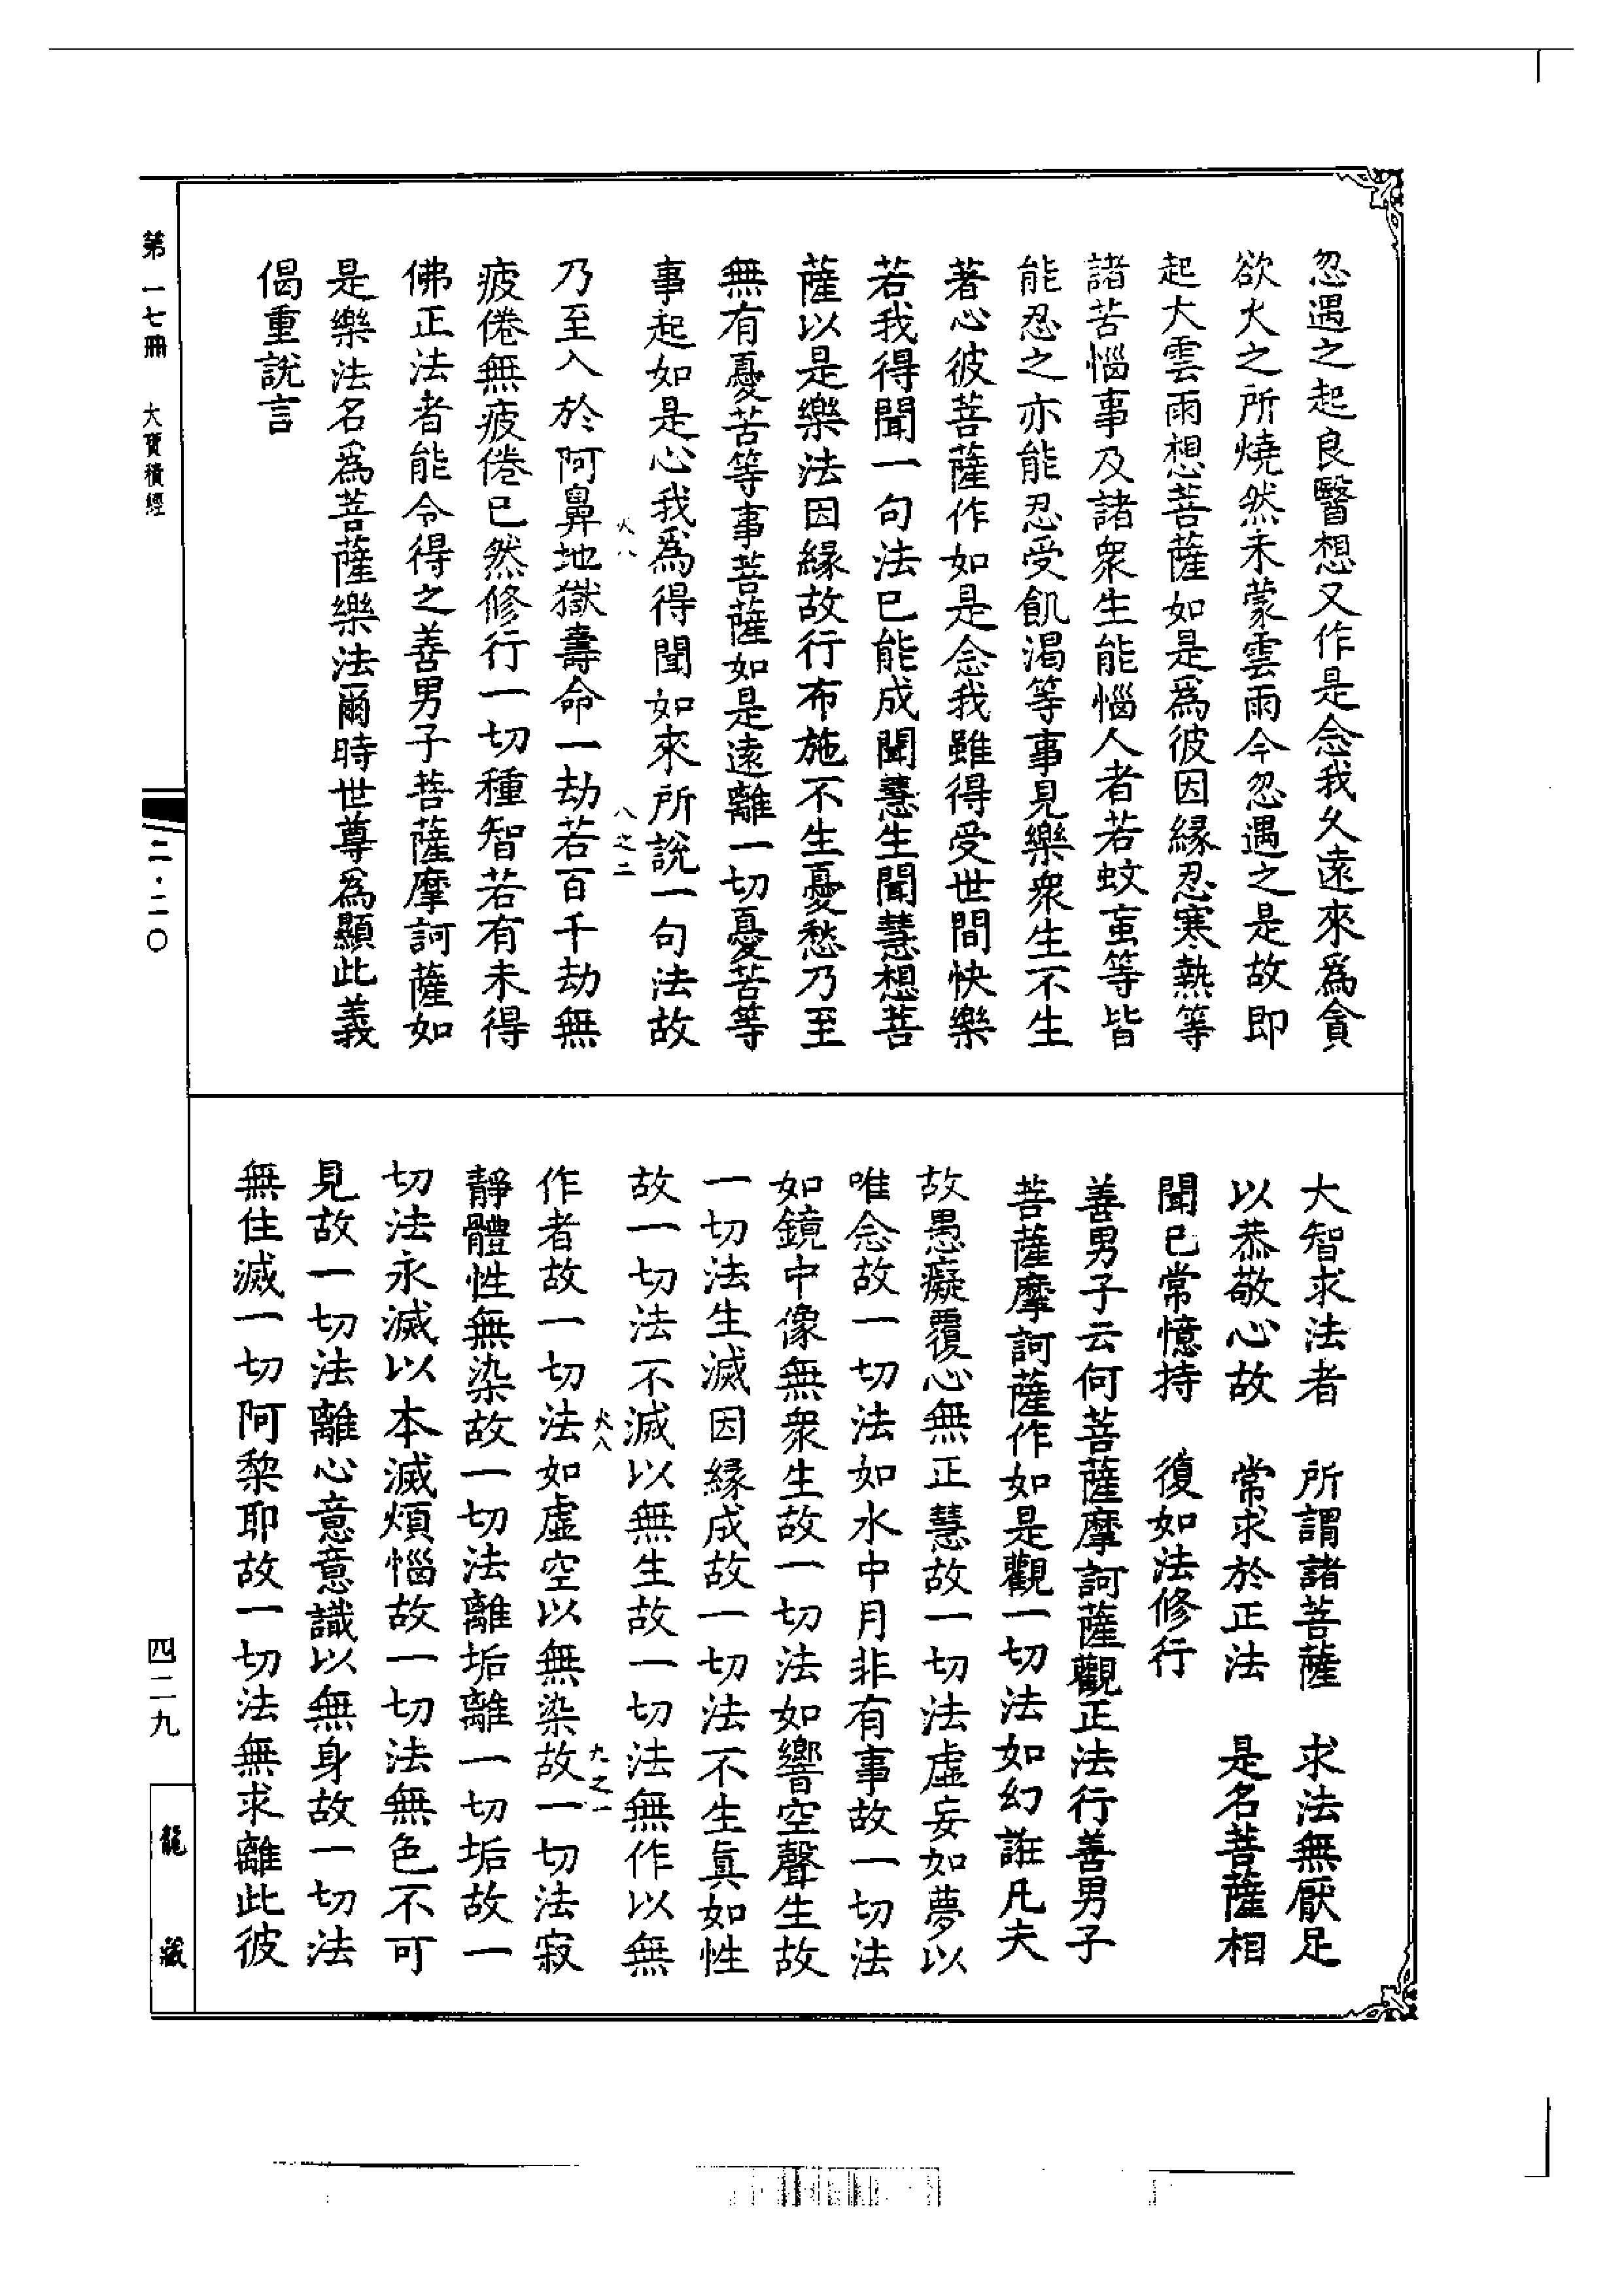 忽遇之起良醫想又作是念我久遠來爲貪
欲火之所燒然未蒙雲雨今忽遇之是故即
起大雲雨想菩薩如是爲彼因緣忍寒熱等
諸苦惱事及諸衆生能惱人者若蚊䖟等皆
能忍之亦能忍受飢渴等事見樂衆生不生
著心彼菩薩作如是念我雖得受世間快樂
若我得聞一句法已能成聞慧生聞慧想菩
薩以是樂法因緣故行布施不生憂愁乃至
無有憂苦等事菩薩如是遠離一切憂苦等
事起如是心我爲得聞如來所說一句法故
火八 八之二
乃至入於阿鼻地獄壽命一劫若百千劫無
疲倦無疲倦已然修行一切種智若有未得
佛正法者能令得之善男子菩薩摩訶薩如
是樂法名爲菩薩樂法爾時世尊爲顯此義
偈重說言
大智求法者 所謂諸菩薩 求法無厭足
以恭敬心故 常求於正法 是名菩薩相
聞已常憶持 復如法修行
善男子云何菩薩摩訶薩觀正法行善男子
菩薩摩訶薩作如是觀一切法如幻誑凡夫
故愚癡覆心無正慧故一切法虛妄如夢以
唯念故一切法如水中月非有事故一切法
如鏡中像無衆生故一切法如響空聲生故
一切法生滅因緣成故一切法不生眞如性
故一切法不滅以無生故一切法無作以無
火八 九之一
作者故一切法如虛空以無染故一切法寂
靜體性無染故一切法離垢離一切垢故一
切法永滅以本滅煩惱故一切法無色不可
見故一切法離心意意識以無身故一切法
無住滅一切阿黎耶故一切法無求離此彼
第一七冊 大寶積經
二·二〇
四二九
龍藏